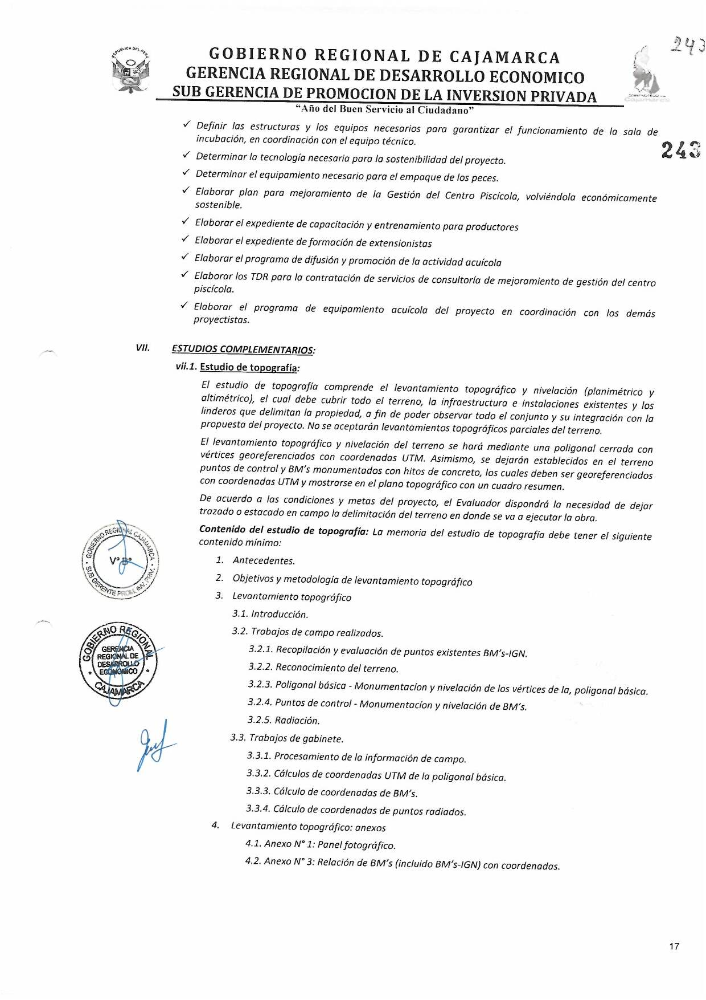 243
REPUBLICA DEL PERU
GOBIERNO REGIONAL DE CAJAMARCA
GERENCIA REGIONAL DE DESARROLLO ECONOMICO
SUB GERENCIA DE PROMOCION DE LA INVERSION PRIVADA
Cajamarca
“Año del Buen Servicio al Ciudadano”
✓ Definir las estructuras y los equipos necesarios para garantizar el funcionamiento de la sala de
incubación, en coordinación con el equipo técnico.
243
✓ Determinar la tecnología necesaria para la sostenibilidad del proyecto.
✓ Determinar el equipamiento necesario para el empaque de los peces.
✓ Elaborar plan para mejoramiento de la Gestión del Centro Piscícola, volviéndola económicamente
sostenible.
✓ Elaborar el expediente de capacitación y entrenamiento para productores
✓ Elaborar el expediente de formación de extensionistas
✓ Elaborar el programa de difusión y promoción de la actividad acuícola
✓ Elaborar los TDR para la contratación de servicios de consultoría de mejoramiento de gestión del centro
piscícola.
✓ Elaborar el programa de equipamiento acuícola del proyecto en coordinación con los demás
proyectistas.
VII. ESTUDIOS COMPLEMENTARIOS:
vii.1. Estudio de topografía:
El estudio de topografía comprende el levantamiento topográfico y nivelación (planimétrico y
altimétrico), el cual debe cubrir todo el terreno, la infraestructura e instalaciones existentes y los
linderos que delimitan la propiedad, a fin de poder observar todo el conjunto y su integración con la
propuesta del proyecto. No se aceptarán levantamientos topográficos parciales del terreno.
El levantamiento topográfico y nivelación del terreno se hará mediante una poligonal cerrada con
vértices georeferenciados con coordenadas UTM. Asimismo, se dejarán establecidos en el terreno
puntos de control y BM’s monumentados con hitos de concreto, los cuales deben ser georeferenciados
con coordenadas UTM y mostrarse en el plano topográfico con un cuadro resumen.
De acuerdo a las condiciones y metas del proyecto, el Evaluador dispondrá la necesidad de dejar
trazado o estacado en campo la delimitación del terreno en donde se va a ejecutar la obra.
Contenido del estudio de topografía: La memoria del estudio de topografía debe tener el siguiente
contenido mínimo:
1. Antecedentes.
2. Objetivos y metodología de levantamiento topográfico
3. Levantamiento topográfico
3.1. Introducción.
3.2. Trabajos de campo realizados.
3.2.1. Recopilación y evaluación de puntos existentes BM’s-IGN.
3.2.2. Reconocimiento del terreno.
3.2.3. Poligonal básica - Monumentacíon y nivelación de los vértices de la, poligonal básica.
3.2.4. Puntos de control - Monumentacíon y nivelación de BM’s.
3.2.5. Radiación.
3.3. Trabajos de gabinete.
3.3.1. Procesamiento de la información de campo.
3.3.2. Cálculos de coordenadas UTM de la poligonal básica.
3.3.3. Cálculo de coordenadas de BM’s.
3.3.4. Cálculo de coordenadas de puntos radiados.
4. Levantamiento topográfico: anexos
4.1. Anexo N° 1: Panel fotográfico.
4.2. Anexo N° 3: Relación de BM’s (incluido BM’s-IGN) con coordenadas.
GOBIERNO REGIONAL CAJAMARCA
V° B°
SUB GERENTE PROM. INV. PRIV.
GOBIERNO REGIONAL
GERENCIA
REGIONAL DE
DESARROLLO
ECONOMICO
CAJAMARCA
17